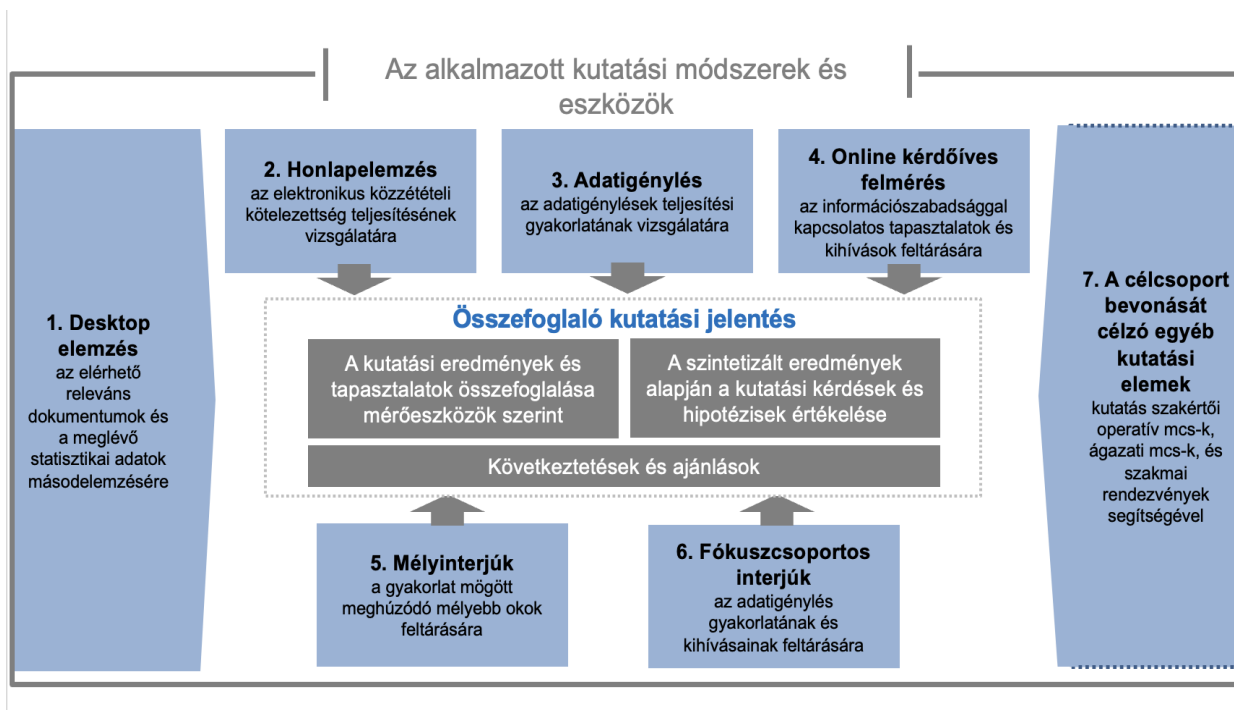 Az alkalmazott kutatási módszerek és
eszközök
1. Desktop
elemzés
az elérhető
releváns
dokumentumok és
a meglévő
statisztikai adatok
másodelemzésére
2. Honlapelemzés
az elektronikus közzétételi
kötelezettség teljesítésének
vizsgálatára
3. Adatigénylés
az adatigénylések teljesítési
gyakorlatának vizsgálatára
4. Online kérdőíves
felmérés
az információszabadsággal
kapcsolatos tapasztalatok és
kihívások feltárására
Összefoglaló kutatási jelentés
A kutatási eredmények és
tapasztalatok összefoglalása
mérőeszközök szerint
A szintetizált eredmények
alapján a kutatási kérdések és
hipotézisek értékelése
Következtetések és ajánlások
5. Mélyinterjúk
a gyakorlat mögött
meghúzódó mélyebb okok
feltárására
6. Fókuszcsoportos
interjúk
az adatigénylés
gyakorlatának és
kihívásainak feltárására
7. A célcsoport
bevonását
célzó egyéb
kutatási
elemek
kutatás szakértői
operatív mcs-k,
ágazati mcs-k, és
szakmai
rendezvények
segítségével